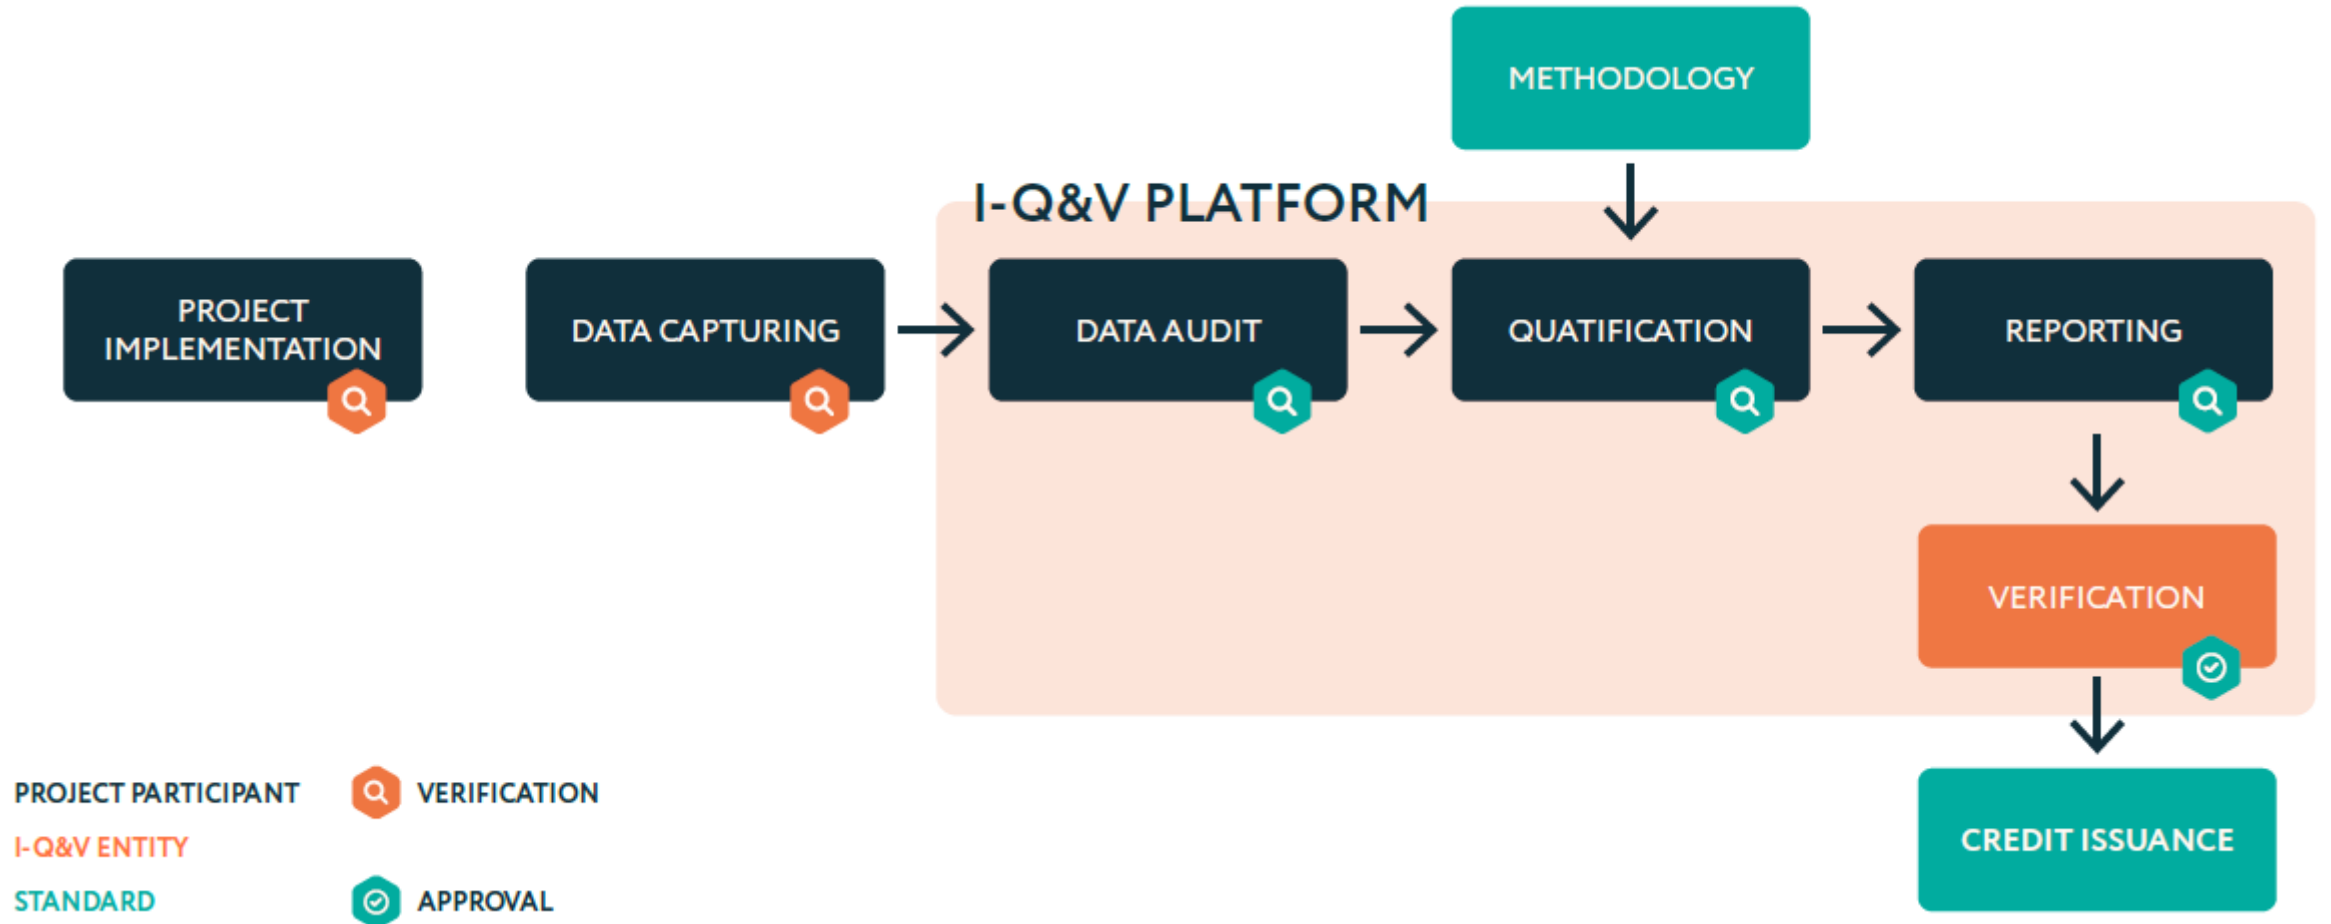 METHODOLOGY
I-Q&V PLATFORM
PROJECT
IMPLEMENTATION
DATA CAPTURING
DATA AUDIT
QUATIFICATION
REPORTING
VERIFICATION
CREDIT ISSUANCE
PROJECT PARTICIPANT
VERIFICATION
I-Q&V ENTITY
STANDARD
APPROVAL